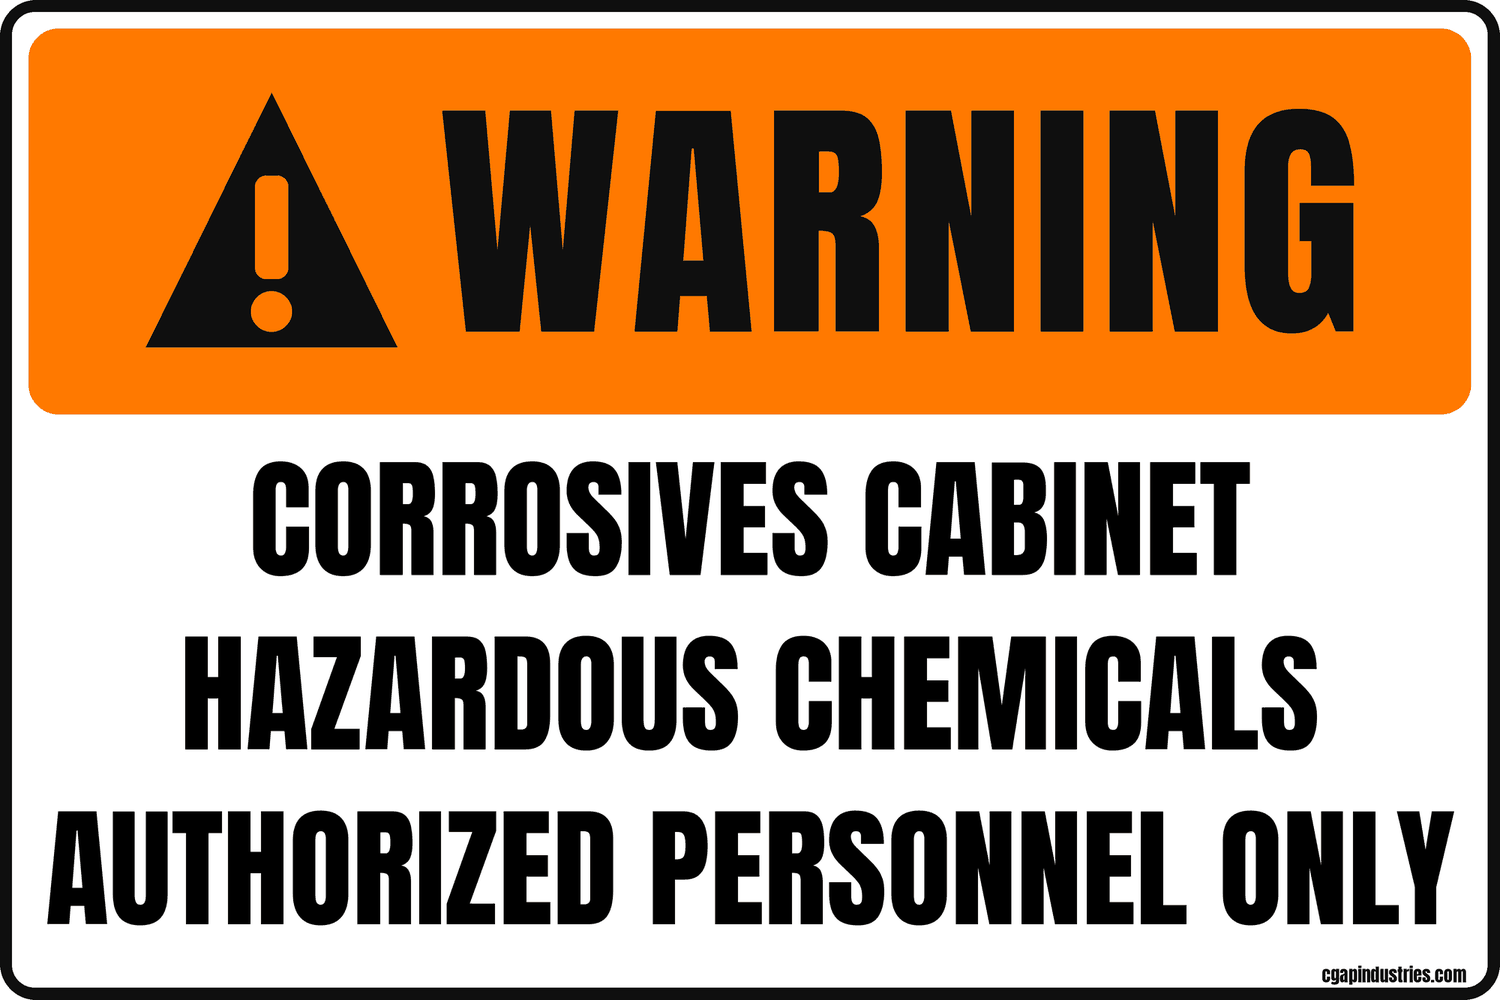 WARNING
CORROSIVES CABINET
HAZARDOUS CHEMICALS
AUTHORIZED PERSONNEL ONLY
cgapindustries.com